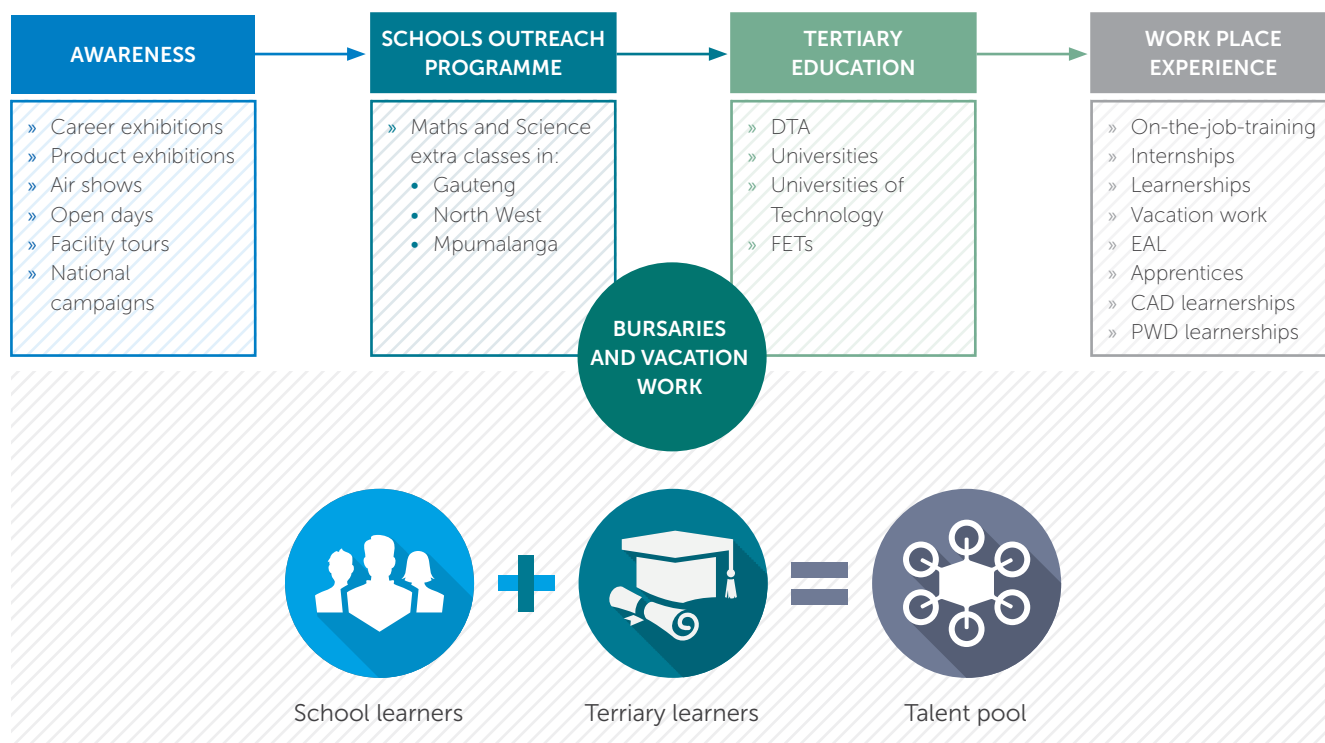 AWARENESS
» Career exhibitions
» Product exhibitions
» Air shows
» Open days
» Facility tours
» National
campaigns
SCHOOLS OUTREACH
PROGRAMME
» Maths and Science
extra classes in:
• Gauteng
• North West
• Mpumalanga
TERTIARY
EDUCATION
» DTA
» Universities
» Universities of
Technology
» FETs
WORK PLACE
EXPERIENCE
» On-the-job-training
» Internships
» Learnerships
» Vacation work
» EAL
» Apprentices
» CAD learnerships
» PWD learnerships
BURSARIES
AND VACATION
WORK
School learners
Terriary learners
Talent pool